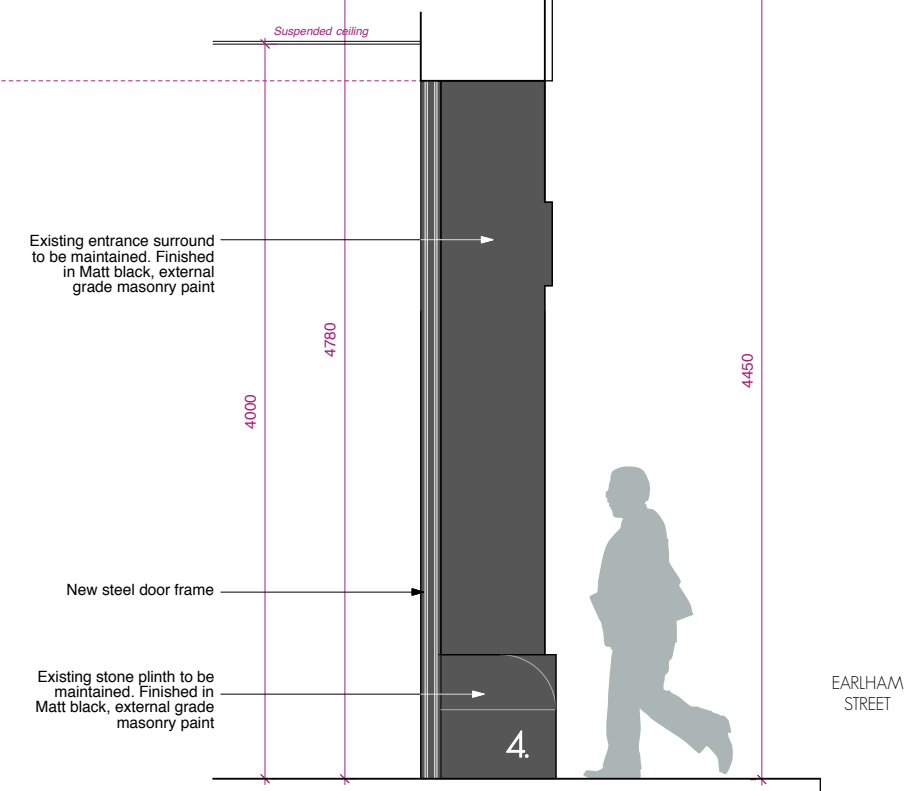 Suspended ceiling
Existing entrance surround
to be maintained. Finished
in Matt black, external
grade masonry paint
4780
4450
4000
New steel door frame
Existing stone plinth to be
maintained. Finished in
Matt black, external grade
masonry paint
EARLHAM
STREET
4.